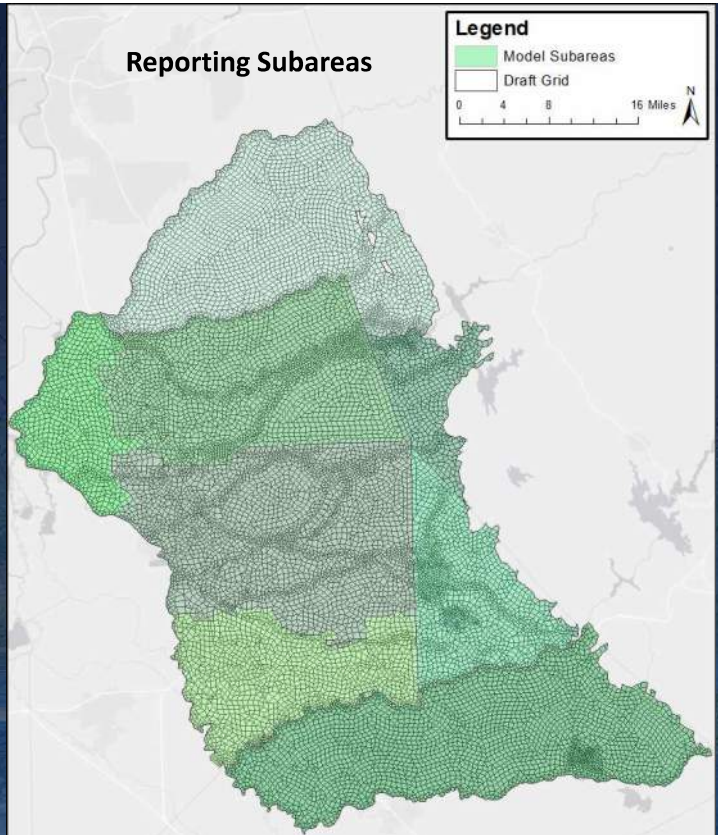 Reporting Subareas
Legend
Model Subareas
Draft Grid
0 4 8 16 Miles
N